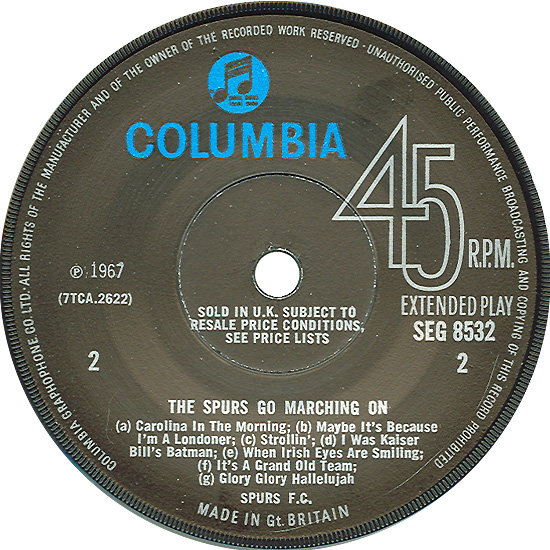 COLUMBIA GRAPHOPHONE CO. LTD.·ALL RIGHTS OF THE MANUFACTURER AND OF THE OWNER OF THE RECORDED WORK RESERVED · UNAUTHORISED PUBLIC PERFORMANCE BROADCASTING AND COPYING OF THIS RECORD PROHIBITED
COLUMBIA
45
R.P.M.
℗ 1967
(7TCA.2622)
EXTENDED PLAY
SEG 8532
SOLD IN U.K. SUBJECT TO
RESALE PRICE CONDITIONS,
SEE PRICE LISTS
2
2
THE SPURS GO MARCHING ON
(a) Carolina In The Morning; (b) Maybe It's Because
I'm A Londoner; (c) Strollin'; (d) I Was Kaiser
Bill's Batman; (e) When Irish Eyes Are Smiling;
(f) It's A Grand Old Team;
(g) Glory Glory Hallelujah
SPURS F.C.
MADE IN Gt. BRITAIN